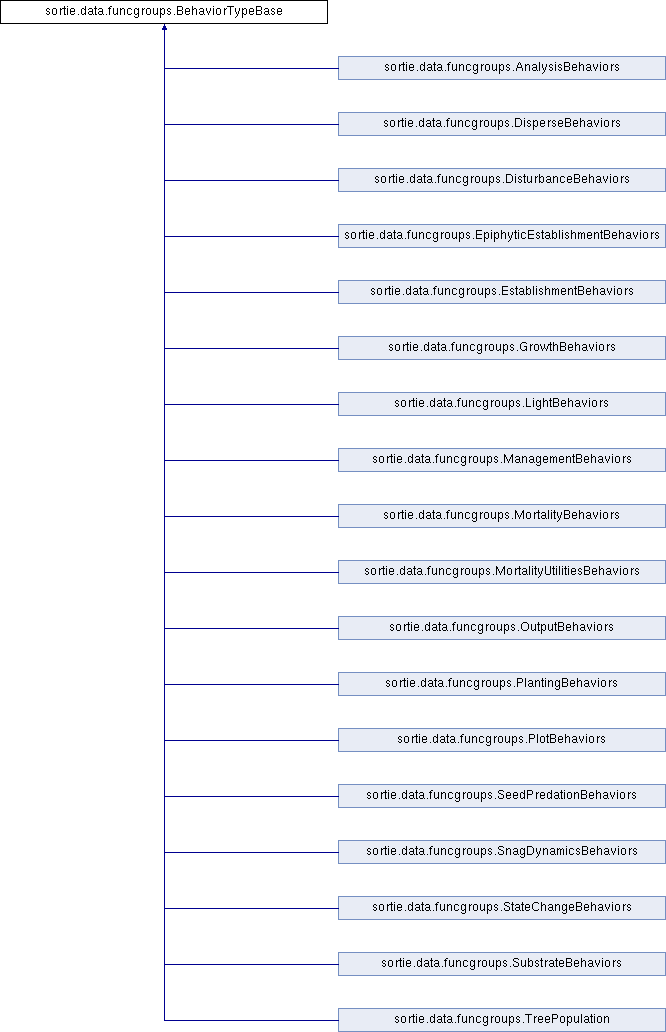 sortie.data.funcgroups.BehaviorTypeBase
sortie.data.funcgroups.AnalysisBehaviors
sortie.data.funcgroups.DisperseBehaviors
sortie.data.funcgroups.DisturbanceBehaviors
sortie.data.funcgroups.EpiphyticEstablishmentBehaviors
sortie.data.funcgroups.EstablishmentBehaviors
sortie.data.funcgroups.GrowthBehaviors
sortie.data.funcgroups.LightBehaviors
sortie.data.funcgroups.ManagementBehaviors
sortie.data.funcgroups.MortalityBehaviors
sortie.data.funcgroups.MortalityUtilitiesBehaviors
sortie.data.funcgroups.OutputBehaviors
sortie.data.funcgroups.PlantingBehaviors
sortie.data.funcgroups.PlotBehaviors
sortie.data.funcgroups.SeedPredationBehaviors
sortie.data.funcgroups.SnagDynamicsBehaviors
sortie.data.funcgroups.StateChangeBehaviors
sortie.data.funcgroups.SubstrateBehaviors
sortie.data.funcgroups.TreePopulation